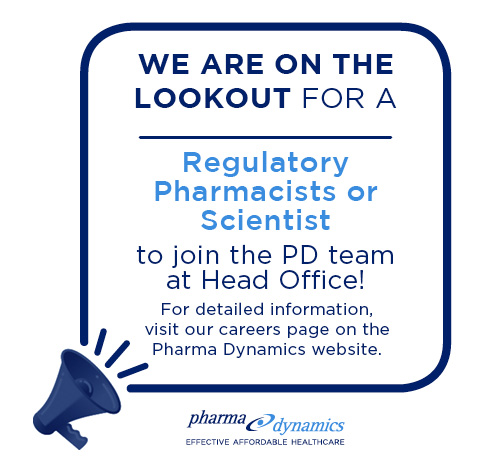 WE ARE ON THE
LOOKOUT FOR A
Regulatory
Pharmacists or
Scientist
to join the PD team
at Head Office!
For detailed information,
visit our careers page on the
Pharma Dynamics website.
pharma dynamics
EFFECTIVE AFFORDABLE HEALTHCARE